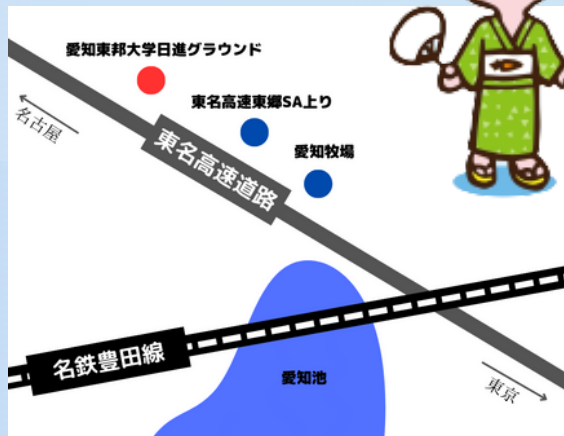 愛知東邦大学日進グラウンド
東名高速東郷SA上り
名古屋
愛知牧場
東名高速道路
名鉄豊田線
愛知池
東京